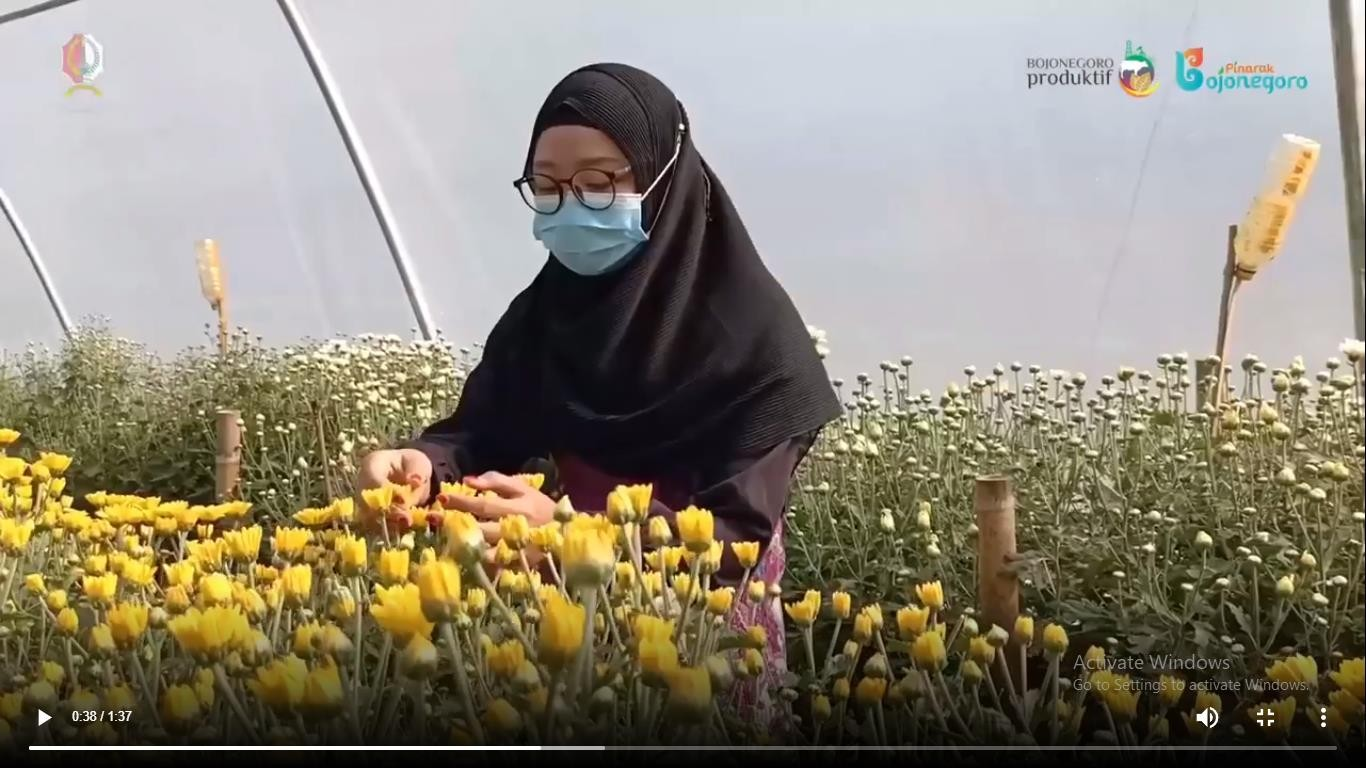 BOJONEGORO
produktif
Pinarak
Bojonegoro
Activate Windows
Go to Settings to activate Windows.
0:38 / 1:37